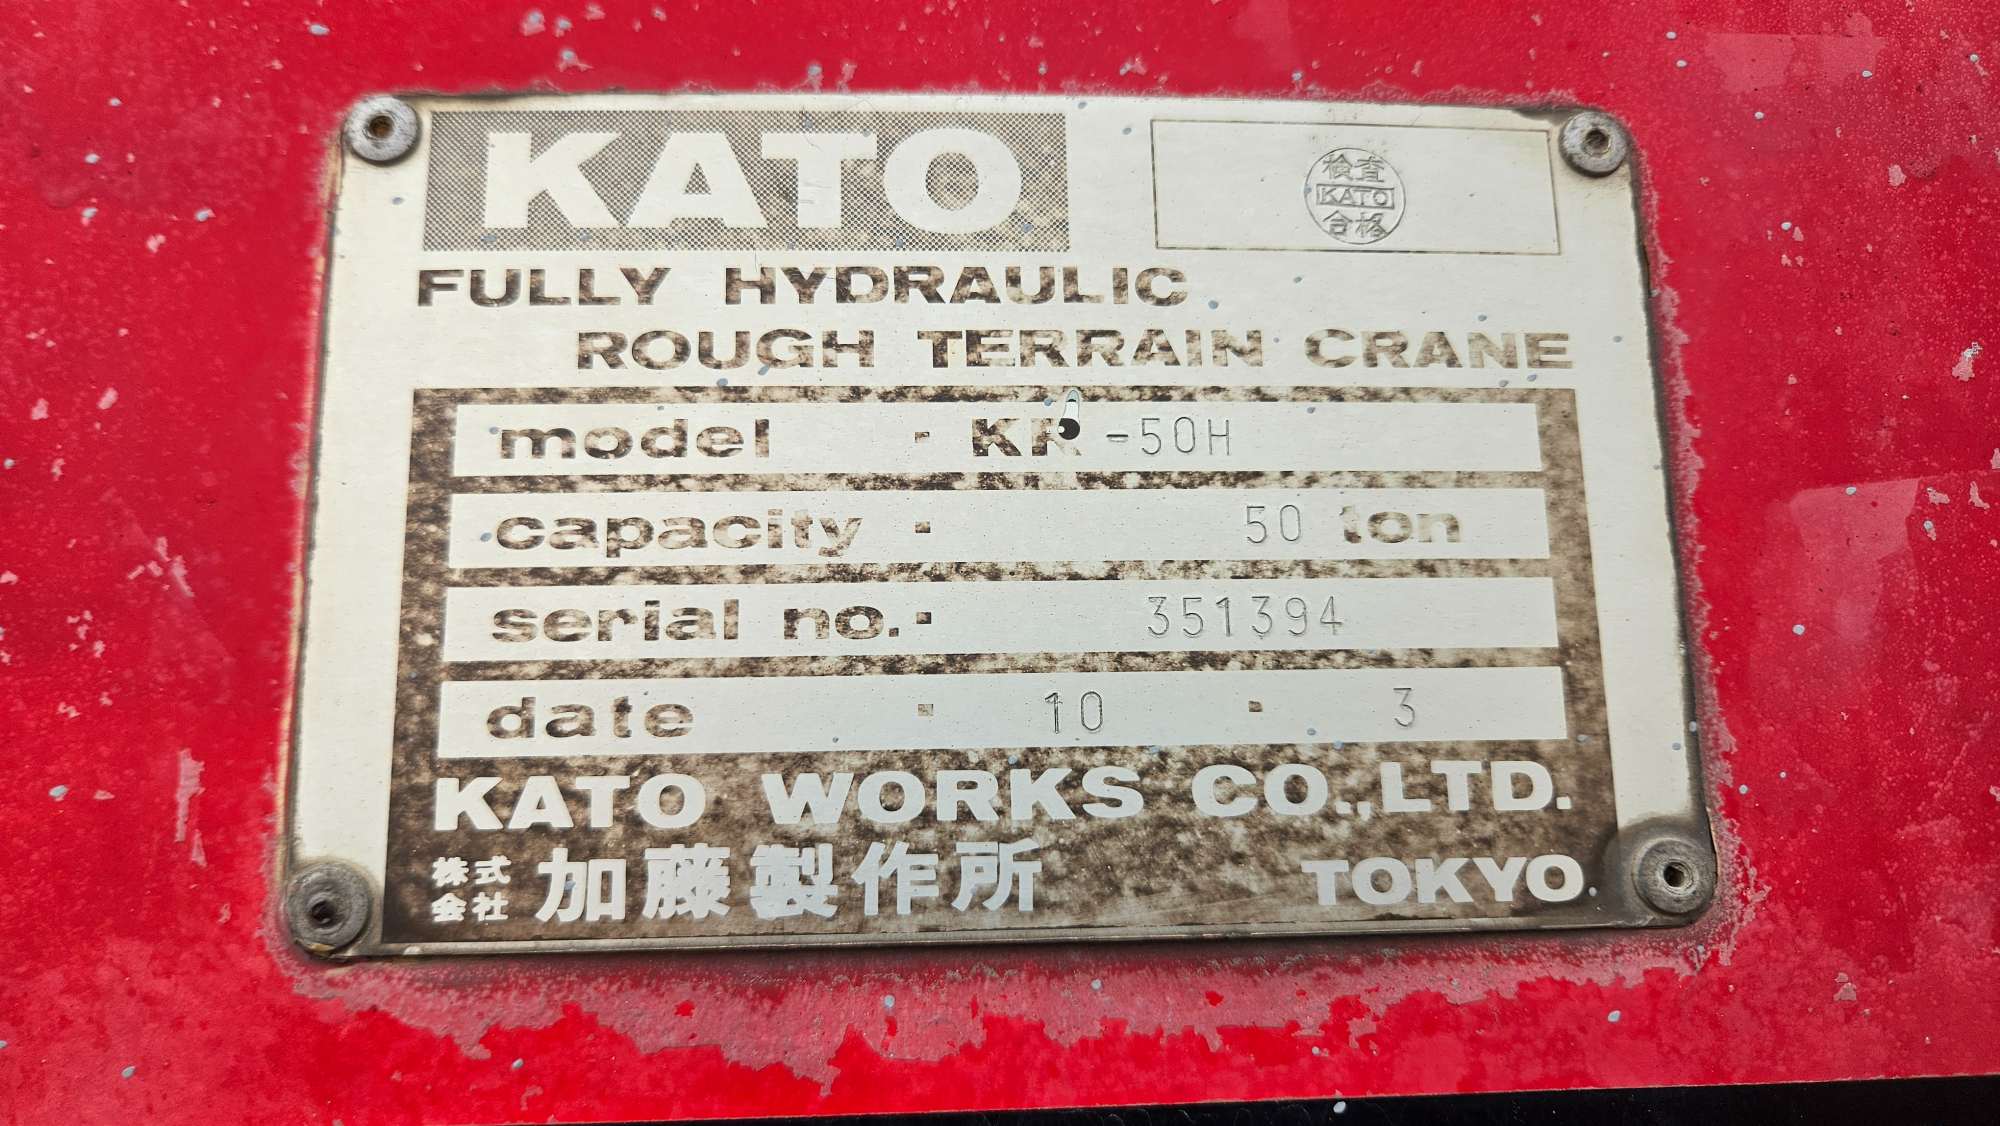 KATO
検査
KATO
合格
FULLY HYDRAULIC
ROUGH TERRAIN CRANE
model · KR -50H
capacity · 50 ton
serial no. · 351394
date · 10 · 3
KATO WORKS CO.,LTD.
株式会社 加藤製作所 TOKYO.